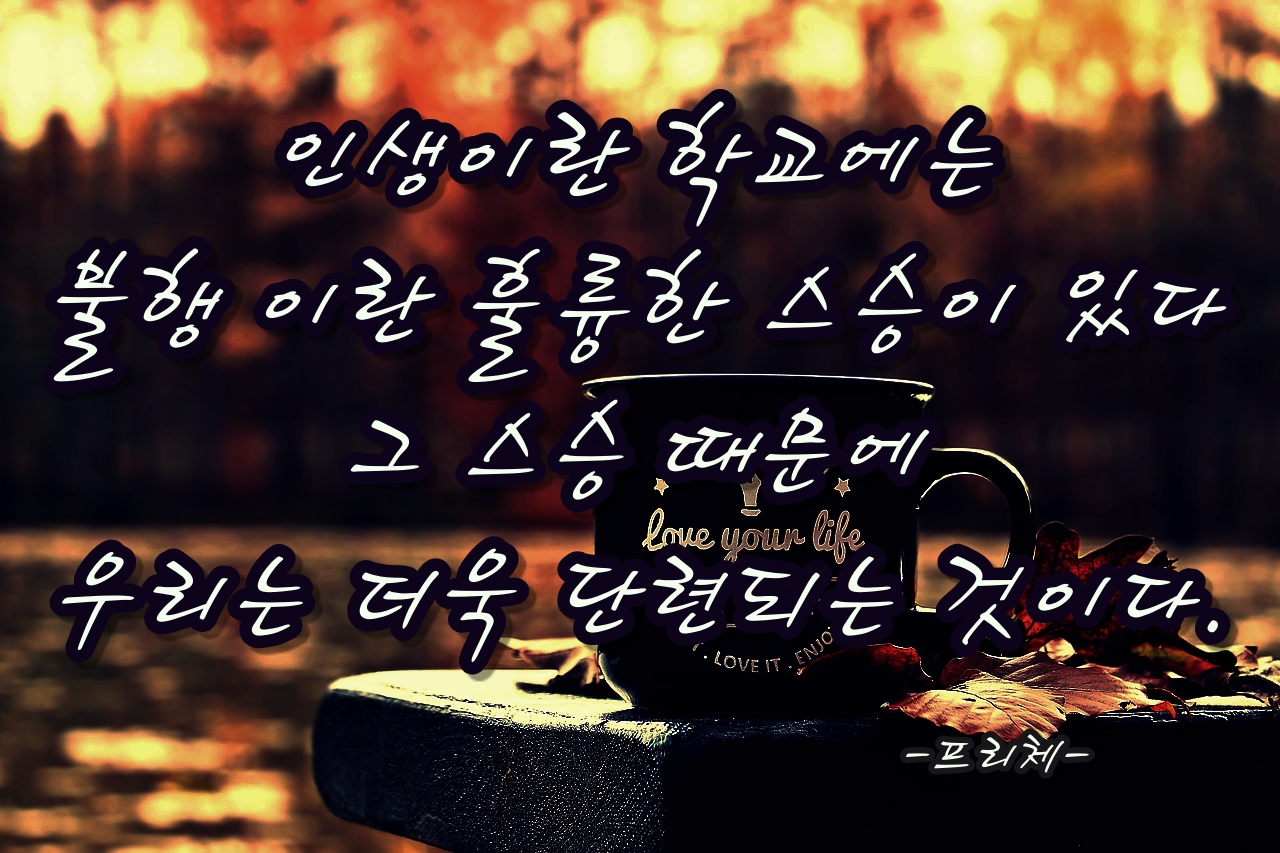 인생이란 학교에는
불행 이란 훌륭한 스승이 있다
그 스승 때문에
love your life
우리는 더욱 단련되는 것이다.
. LOVE IT . ENJOY
-프리체-